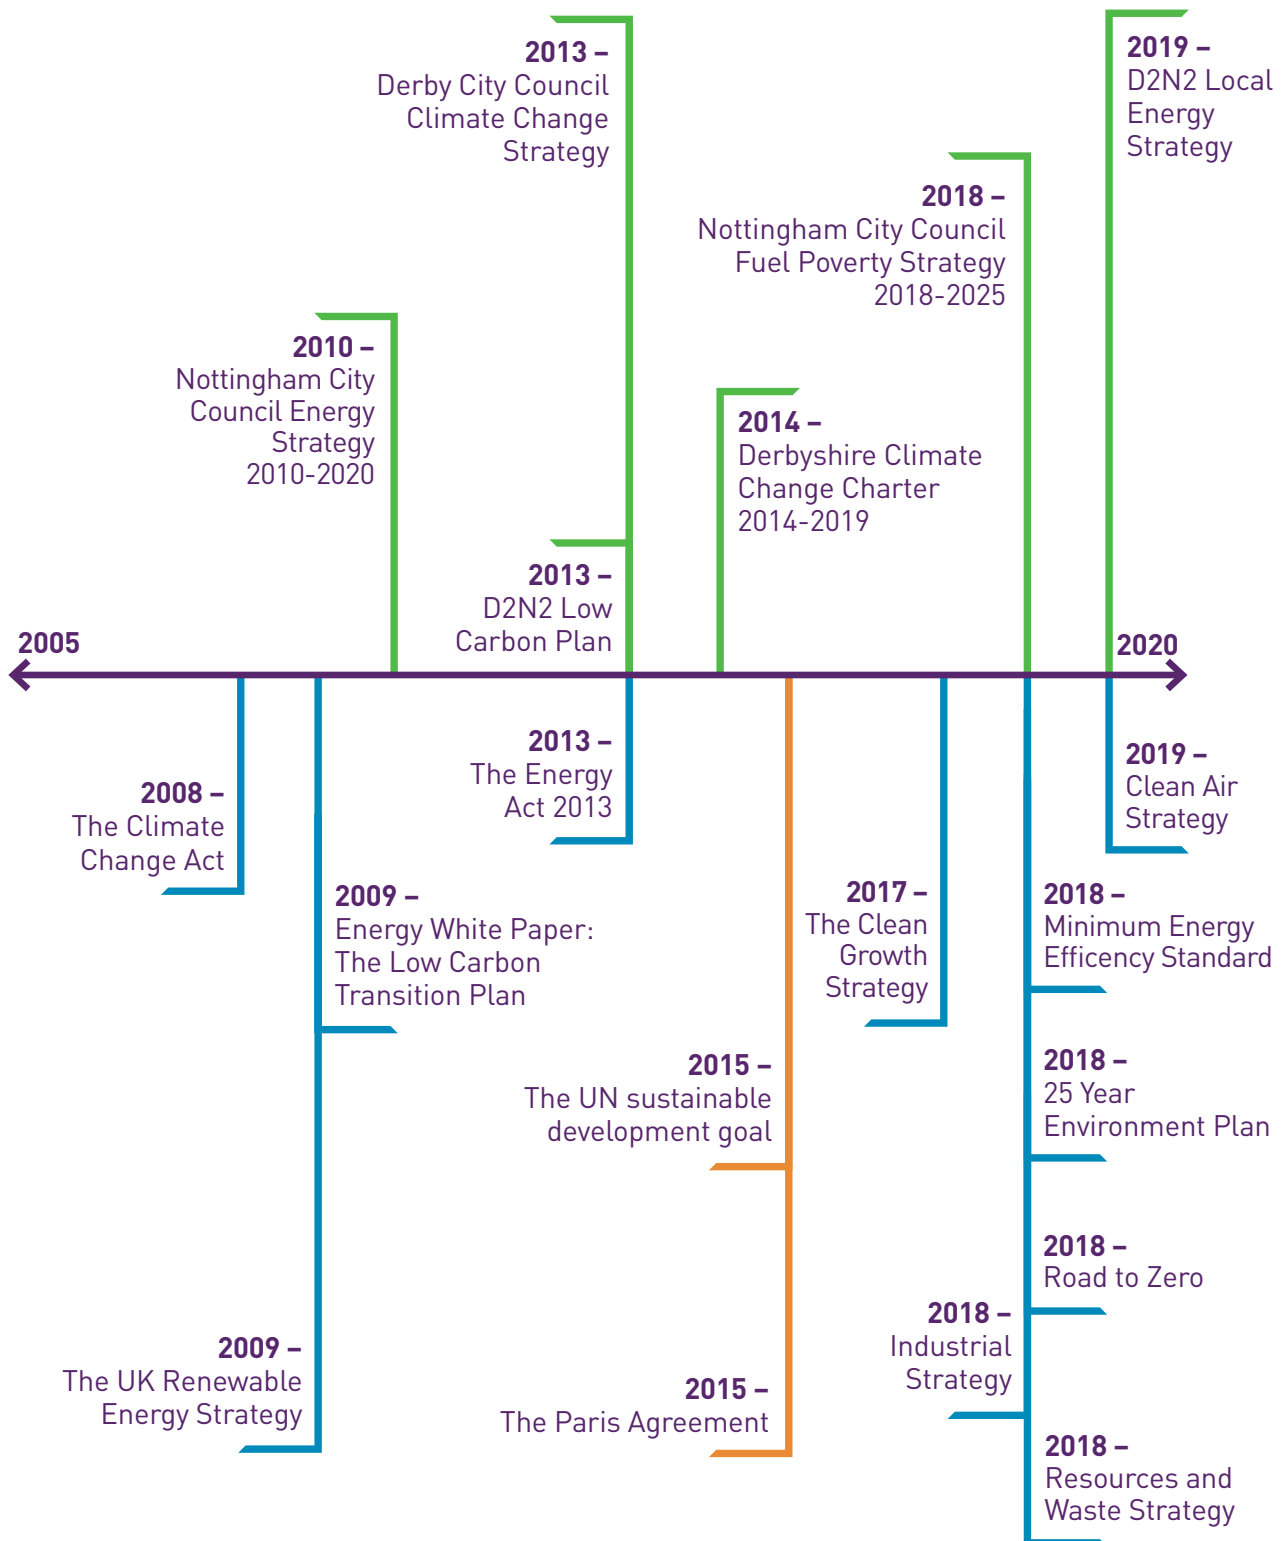 2013 –
Derby City Council
Climate Change
Strategy
2019 –
D2N2 Local
Energy
Strategy
2018 –
Nottingham City Council
Fuel Poverty Strategy
2018-2025
2010 –
Nottingham City
Council Energy
Strategy
2010-2020
2014 –
Derbyshire Climate
Change Charter
2014-2019
2013 –
D2N2 Low
Carbon Plan
2005
2020
2008 –
The Climate
Change Act
2009 –
Energy White Paper:
The Low Carbon
Transition Plan
2013 –
The Energy
Act 2013
2017 –
The Clean
Growth
Strategy
2019 –
Clean Air
Strategy
2018 –
Minimum Energy
Efficency Standard
2015 –
The UN sustainable
development goal
2018 –
25 Year
Environment Plan
2018 –
Road to Zero
2018 –
Industrial
Strategy
2009 –
The UK Renewable
Energy Strategy
2015 –
The Paris Agreement
2018 –
Resources and
Waste Strategy